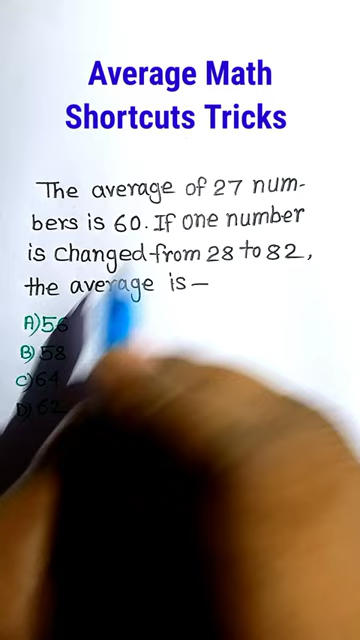 Average Math
Shortcuts Tricks
The average of 27 num-
bers is 60. If one number
is changed from 28 to 82,
the average is —
A) 56
B) 58
C) 64
D) 62